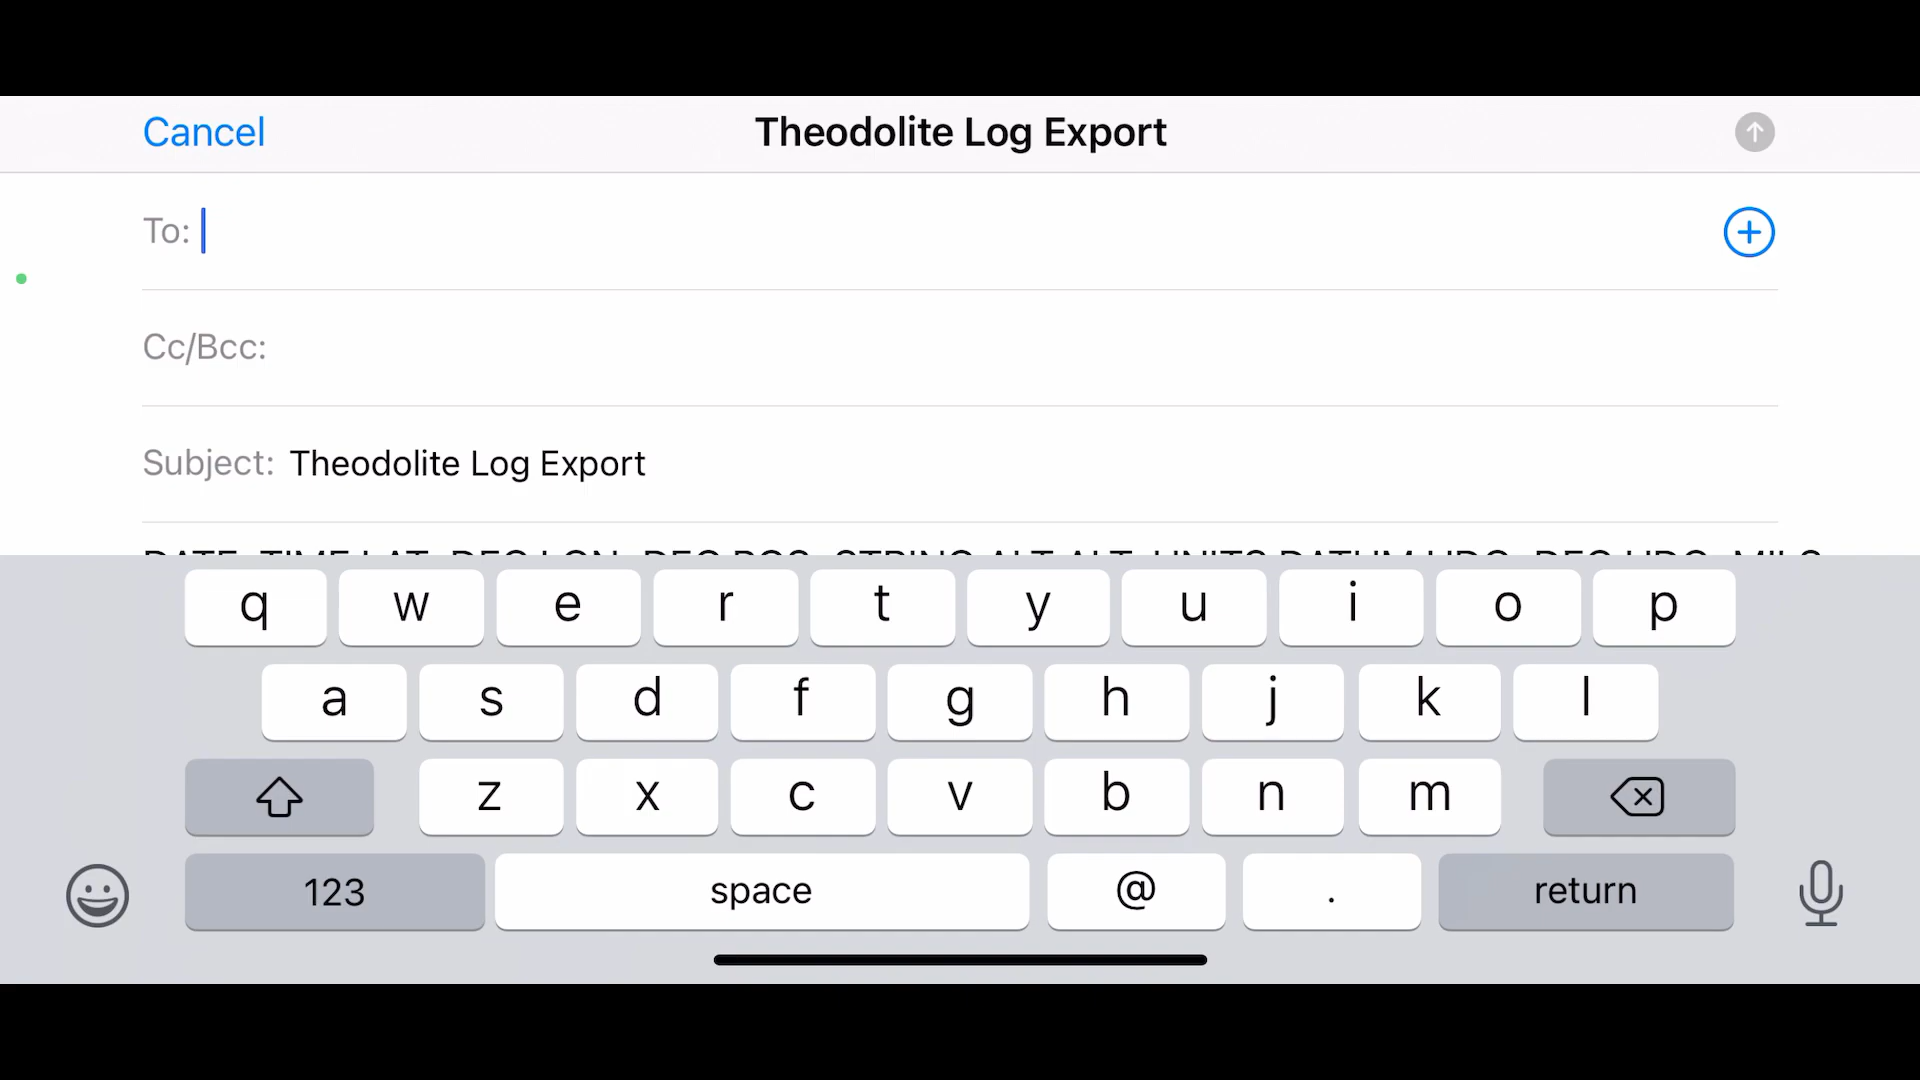 Cancel
Theodolite Log Export
To:
Cc/Bcc:
Subject: Theodolite Log Export
q w e r t y u i o p
a s d f g h j k l
z x c v b n m
123 space @ . return